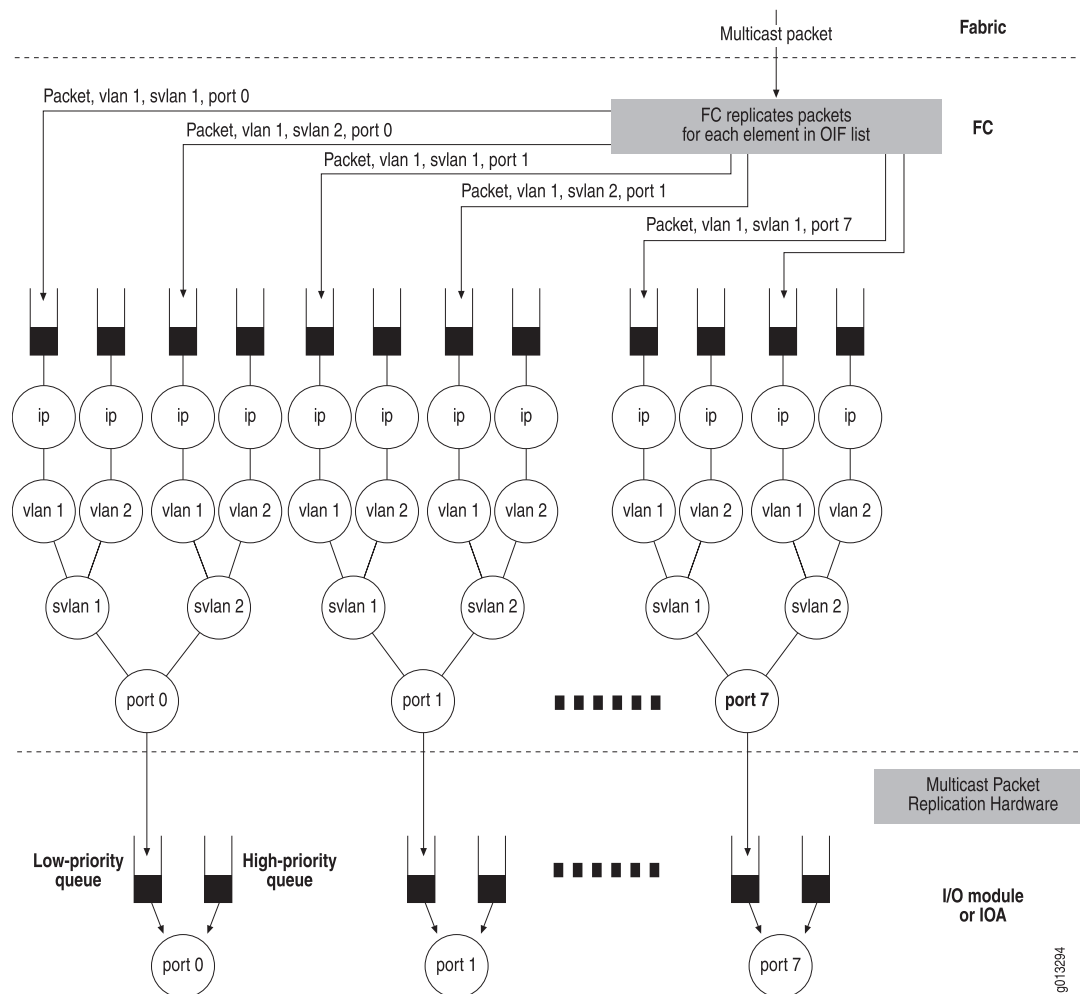 Multicast packet
Fabric
Packet, vlan 1, svlan 1, port 0
FC replicates packets
for each element in OIF list
FC
Packet, vlan 1, svlan 2, port 0
Packet, vlan 1, svlan 1, port 1
Packet, vlan 1, svlan 2, port 1
Packet, vlan 1, svlan 1, port 7
ip ip ip ip ip ip ip ip ip ip ip ip
vlan 1 vlan 2 vlan 1 vlan 2 vlan 1 vlan 2 vlan 1 vlan 2 vlan 1 vlan 2 vlan 1 vlan 2
svlan 1 svlan 2 svlan 1 svlan 2 svlan 1 svlan 2
port 0 port 1 port 7
Multicast Packet
Replication Hardware
Low-priority
queue
High-priority
queue
I/O module
or IOA
port 0 port 1 port 7
g013294